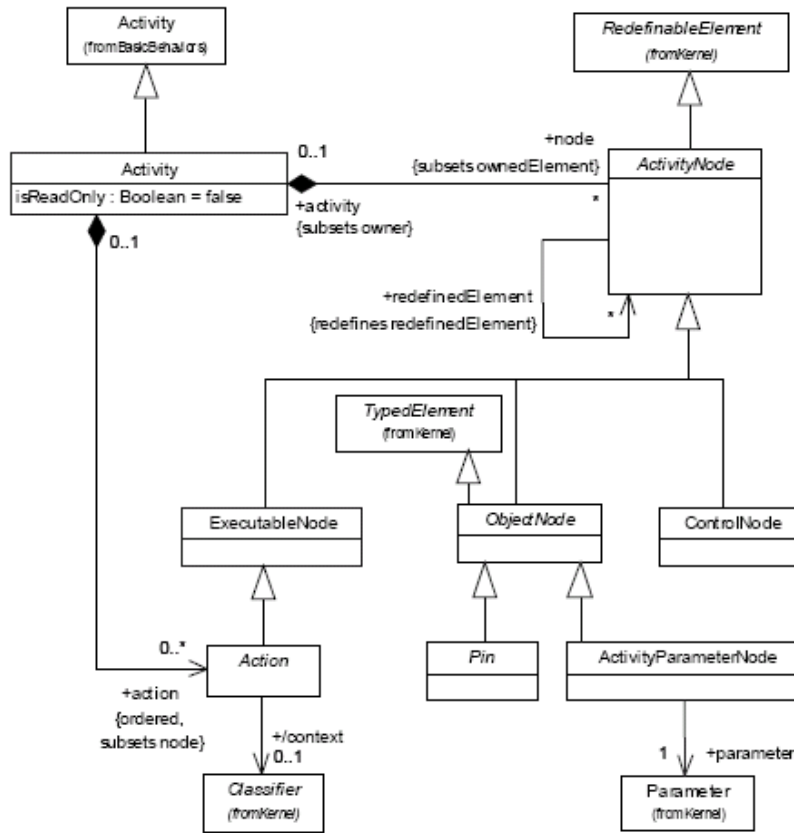 Activity
(fromBasicBehaviors)
RedefinableElement
(fromKernel)
Activity
isReadOnly : Boolean = false
0..1
+activity
{subsets owner}
+node
{subsets ownedElement}
*
ActivityNode
0..1
+redefinedElement
{redefines redefinedElement}
*
TypedElement
(fromKernel)
ExecutableNode
ObjectNode
ControlNode
0..*
+action
{ordered,
subsets node}
Action
Pin
ActivityParameterNode
+/context
0..1
1
+parameter
Classifier
(fromKernel)
Parameter
(fromKernel)